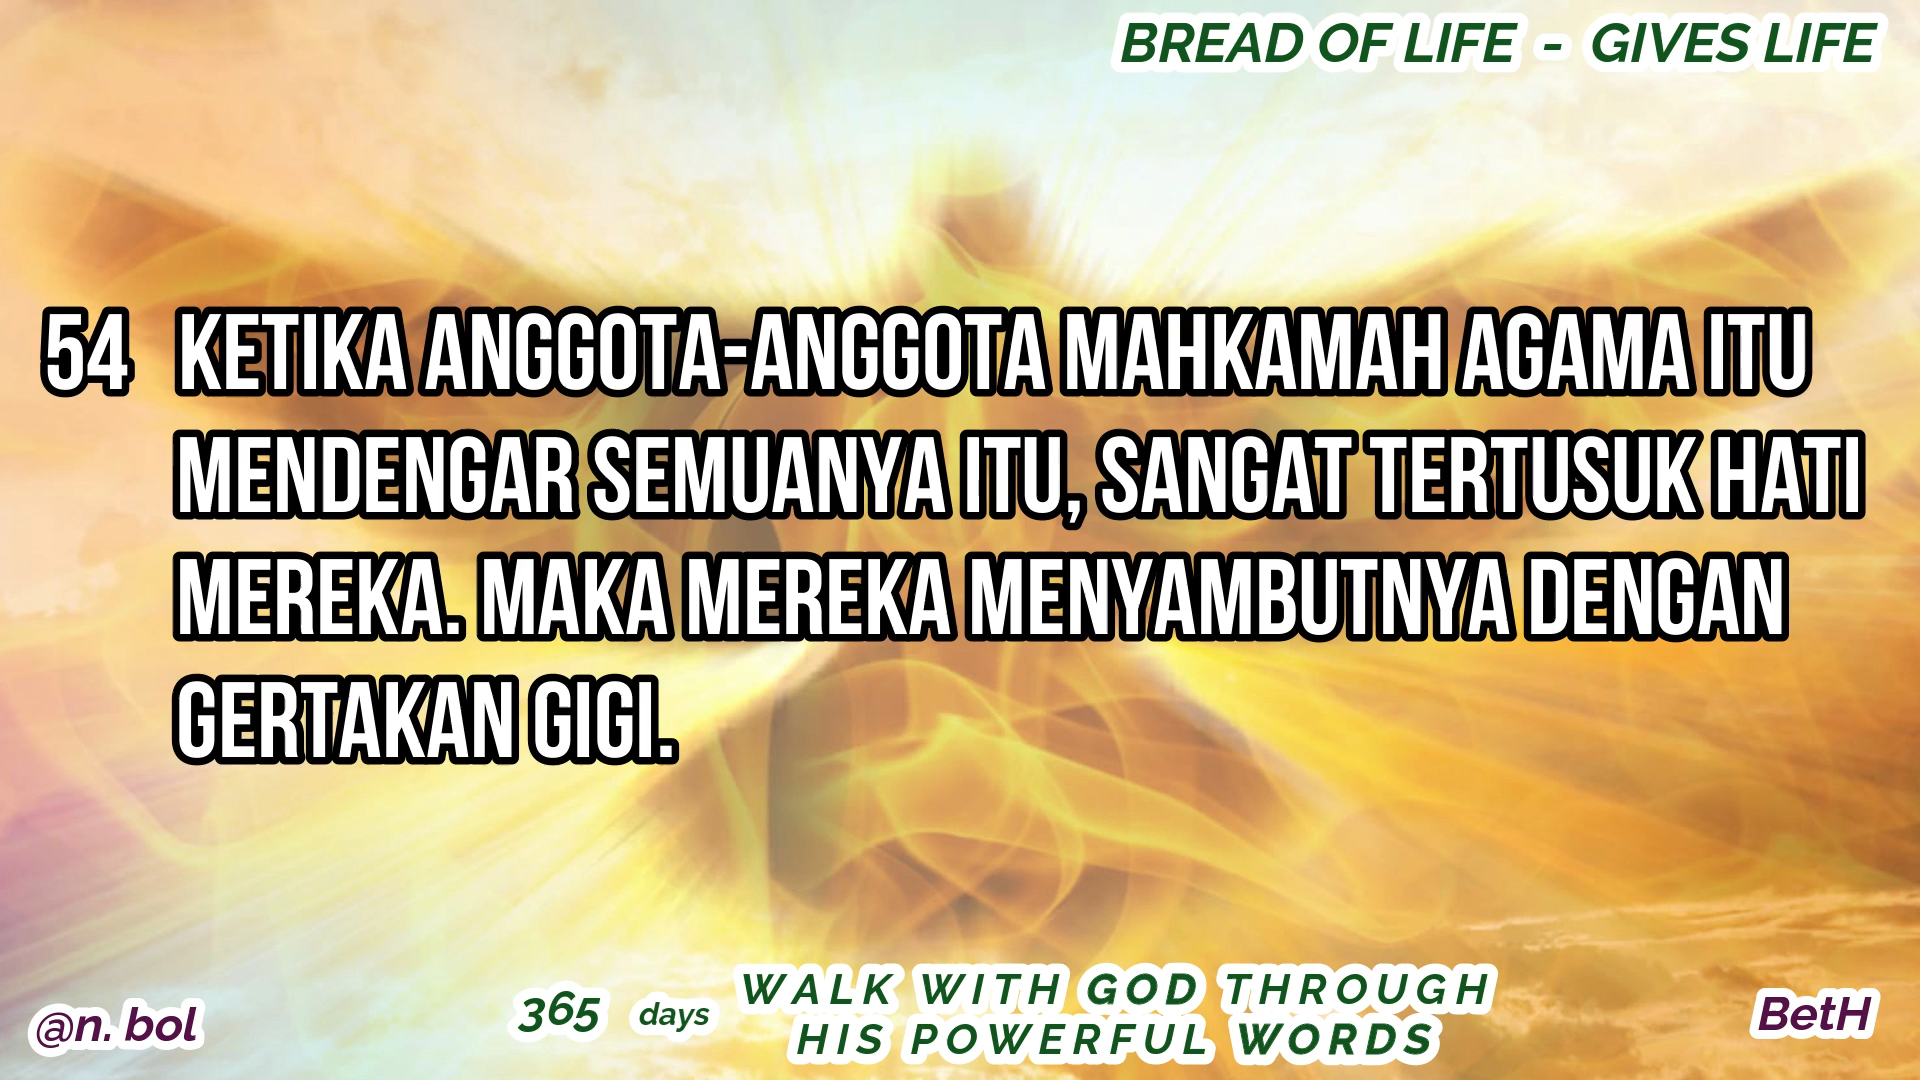 BREAD OF LIFE - GIVES LIFE
54 KETIKA ANGGOTA-ANGGOTA MAHKAMAH AGAMA ITU
MENDENGAR SEMUANYA ITU, SANGAT TERTUSUK HATI
MEREKA. MAKA MEREKA MENYAMBUTNYA DENGAN
GERTAKAN GIGI.
@n. bol
365 days
WALK WITH GOD THROUGH
HIS POWERFUL WORDS
BetH